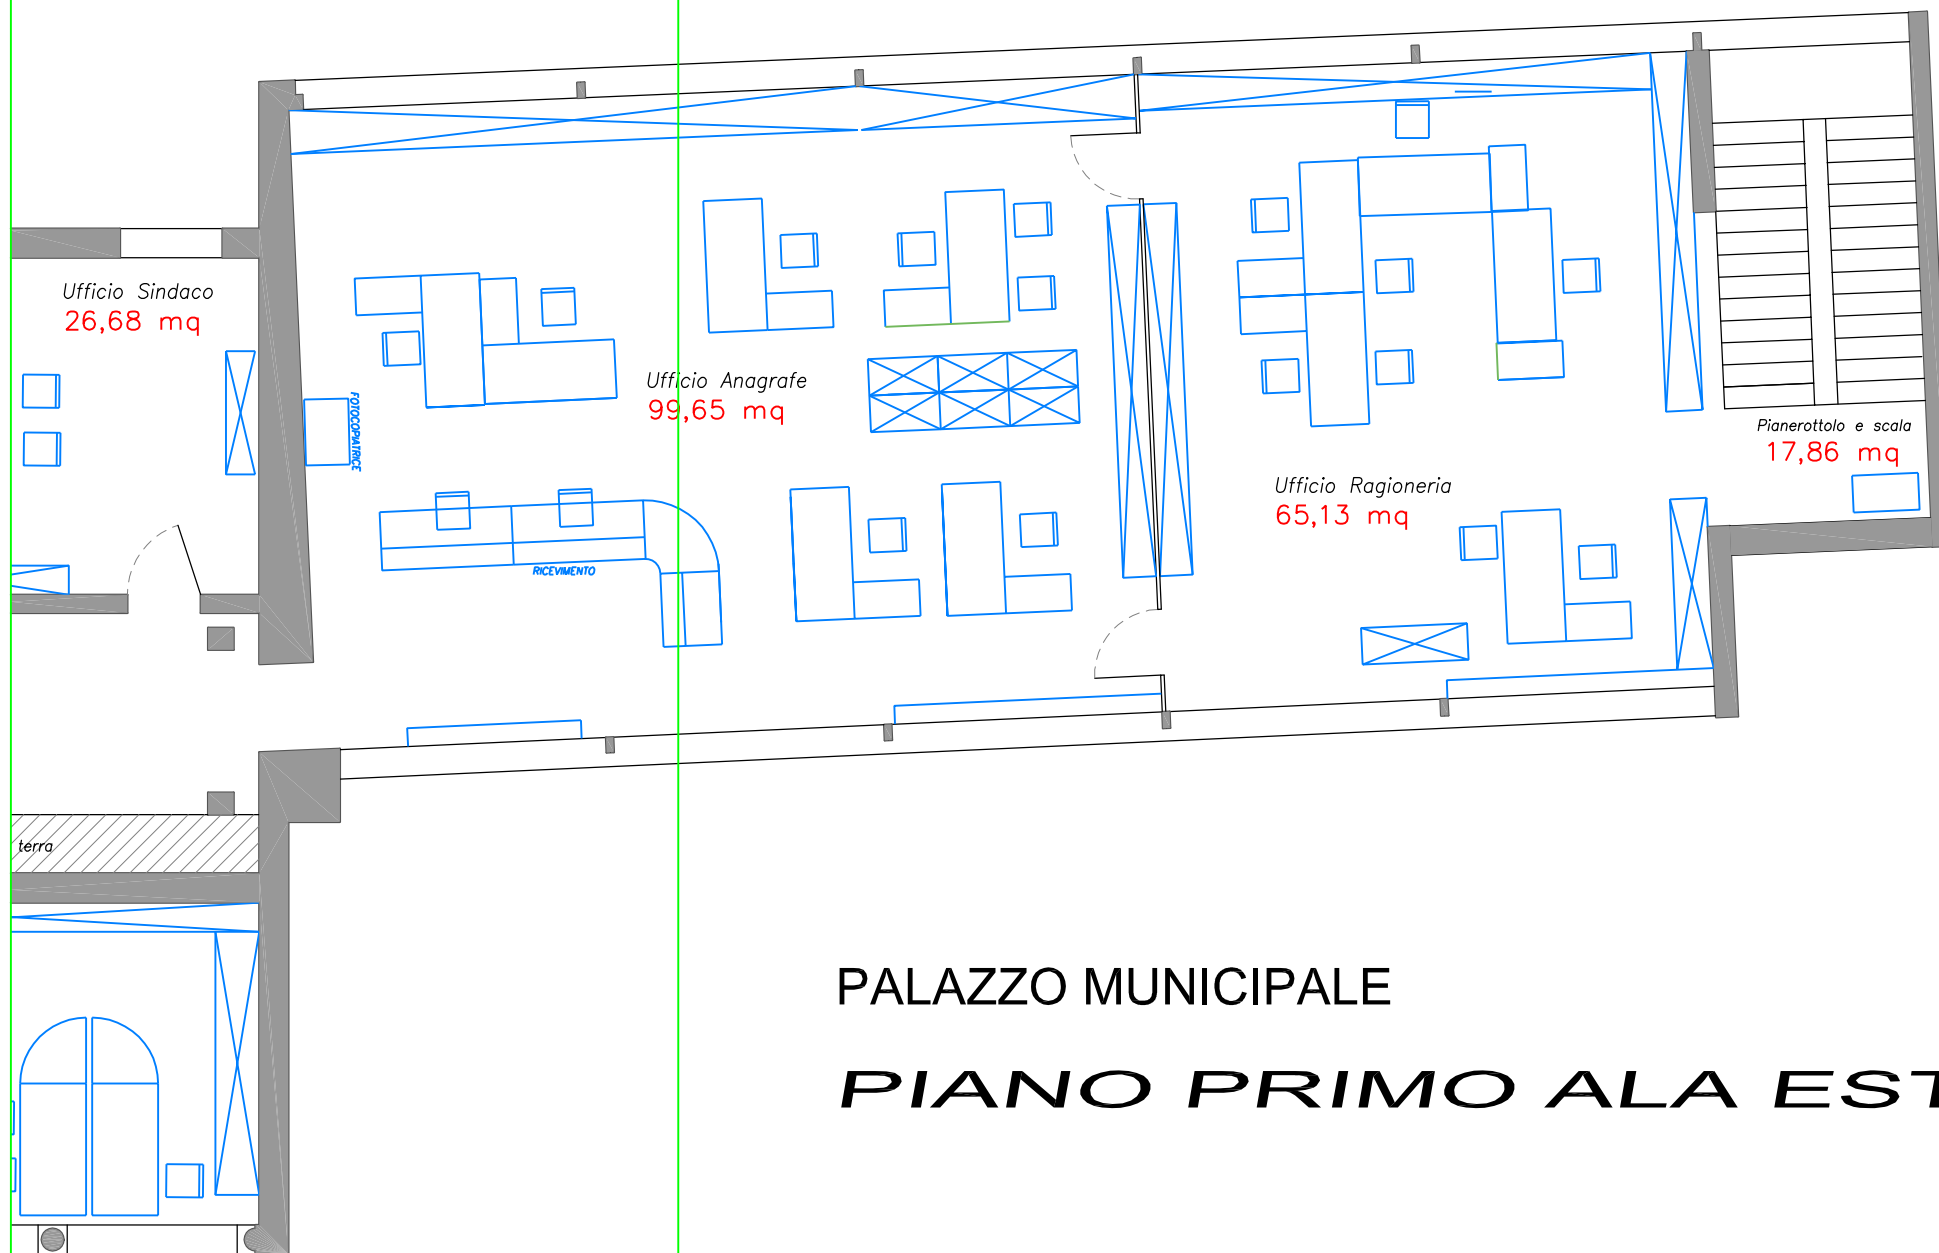 Ufficio Sindaco
26,68 mq
FOTOCOPIATRICE
Ufficio Anagrafe
99,65 mq
Pianerottolo e scala
17,86 mq
Ufficio Ragioneria
65,13 mq
RICEVIMENTO
terra
PALAZZO MUNICIPALE
PIANO PRIMO ALA EST